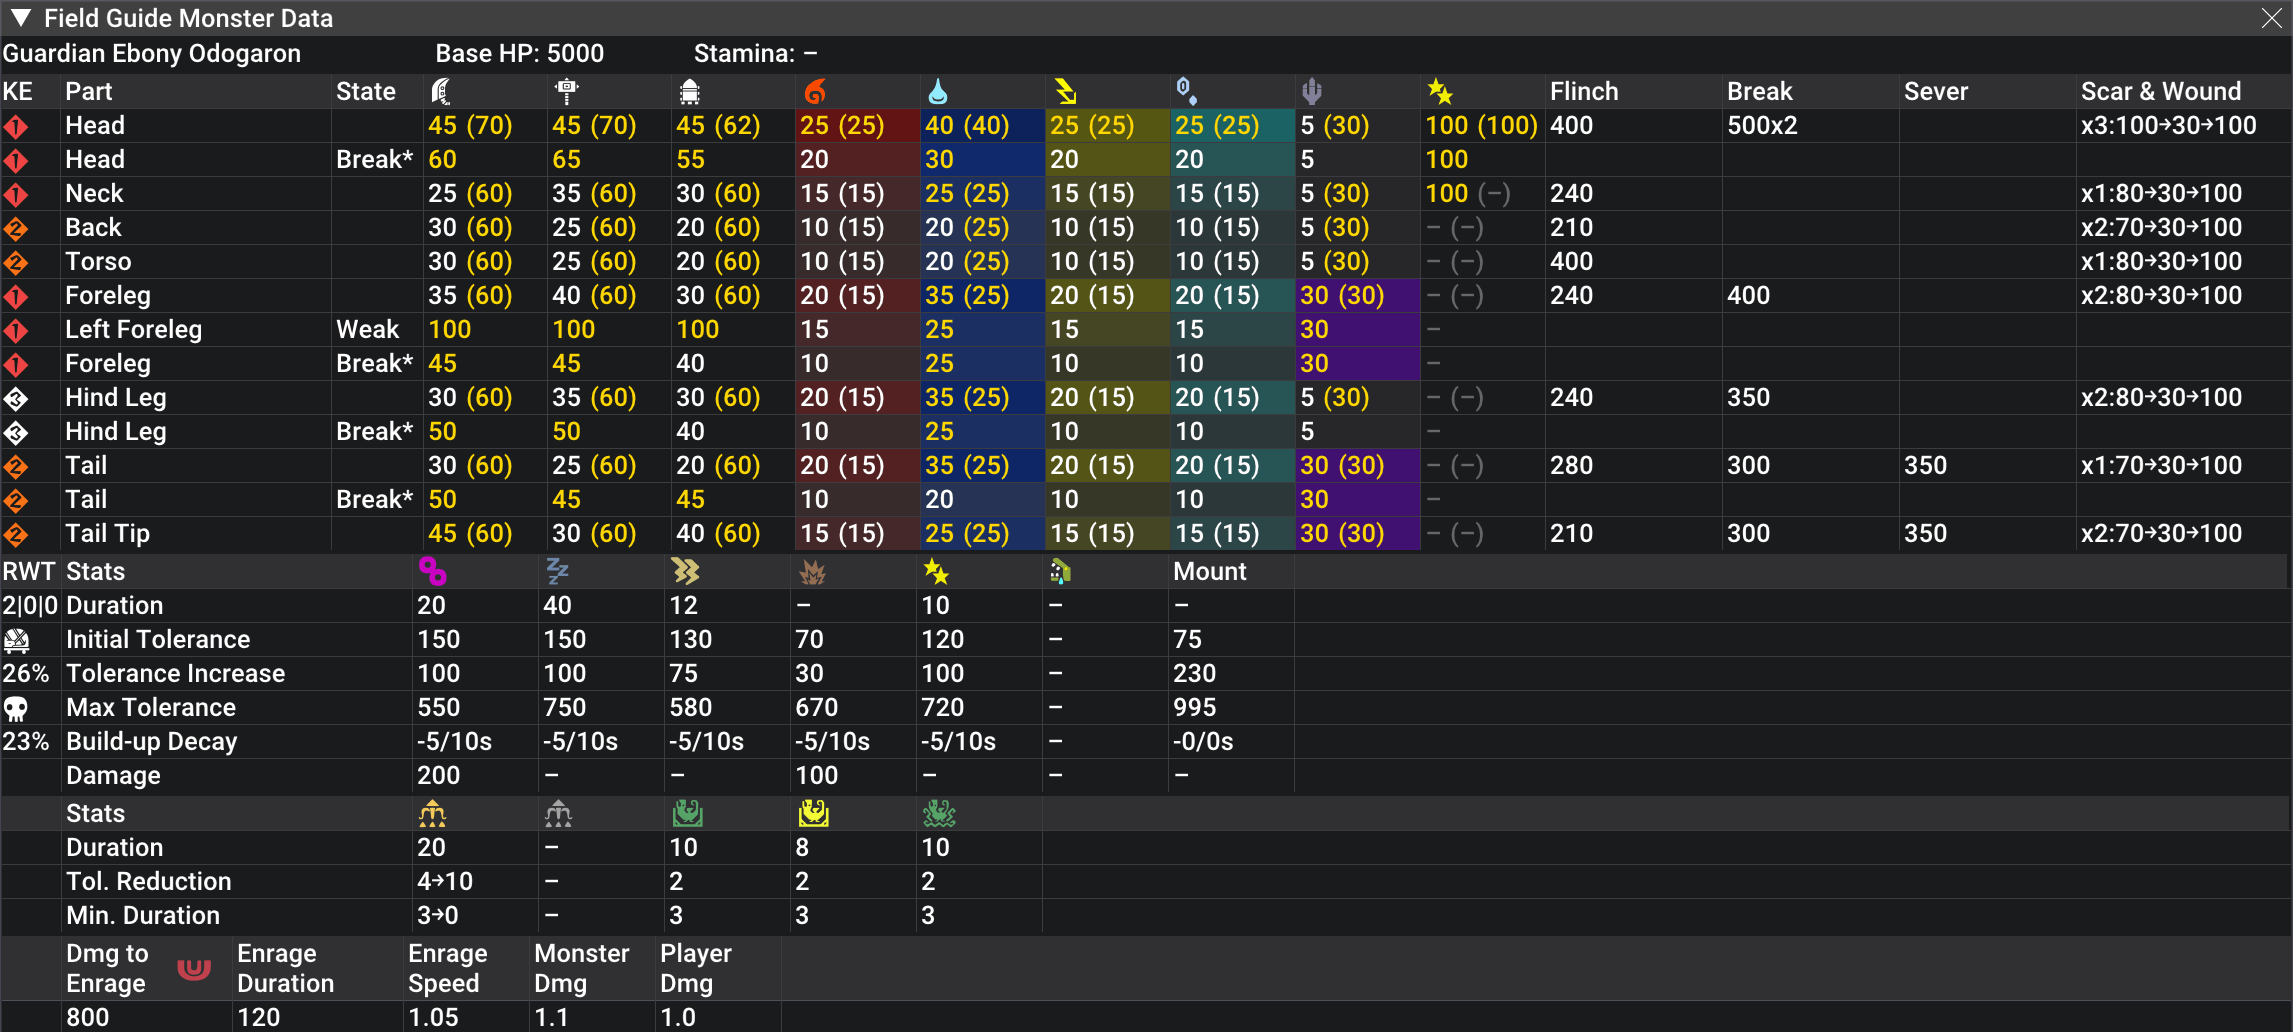 Field Guide Monster Data
Guardian Ebony Odogaron Base HP: 5000 Stamina: –
KE Part State Flinch Break Sever Scar & Wound
1 Head 45 (70) 45 (70) 45 (62) 25 (25) 40 (40) 25 (25) 25 (25) 5 (30) 100 (100) 400 500x2 x3:100→30→100
1 Head Break* 60 65 55 20 30 20 20 5 100
1 Neck 25 (60) 35 (60) 30 (60) 15 (15) 25 (25) 15 (15) 15 (15) 5 (30) 100 (–) 240 x1:80→30→100
2 Back 30 (60) 25 (60) 20 (60) 10 (15) 20 (25) 10 (15) 10 (15) 5 (30) – (–) 210 x2:70→30→100
2 Torso 30 (60) 25 (60) 20 (60) 10 (15) 20 (25) 10 (15) 10 (15) 5 (30) – (–) 400 x1:80→30→100
1 Foreleg 35 (60) 40 (60) 30 (60) 20 (15) 35 (25) 20 (15) 20 (15) 30 (30) – (–) 240 400 x2:80→30→100
1 Left Foreleg Weak 100 100 100 15 25 15 15 30 –
1 Foreleg Break* 45 45 40 10 25 10 10 30 –
3 Hind Leg 30 (60) 35 (60) 30 (60) 20 (15) 35 (25) 20 (15) 20 (15) 5 (30) – (–) 240 350 x2:80→30→100
3 Hind Leg Break* 50 50 40 10 25 10 10 5 –
2 Tail 30 (60) 25 (60) 20 (60) 20 (15) 35 (25) 20 (15) 20 (15) 30 (30) – (–) 280 300 350 x1:70→30→100
2 Tail Break* 50 45 45 10 20 10 10 30 –
2 Tail Tip 45 (60) 30 (60) 40 (60) 15 (15) 25 (25) 15 (15) 15 (15) 30 (30) – (–) 210 300 350 x2:70→30→100
RWT Stats Mount
2|0|0 Duration 20 40 12 – 10 – –
Initial Tolerance 150 150 130 70 120 – 75
26% Tolerance Increase 100 100 75 30 100 – 230
Max Tolerance 550 750 580 670 720 – 995
23% Build-up Decay -5/10s -5/10s -5/10s -5/10s -5/10s – -0/0s
Damage 200 – – 100 – – –
Stats
Duration 20 – 10 8 10
Tol. Reduction 4→10 – 2 2 2
Min. Duration 3→0 – 3 3 3
Dmg to Enrage Enrage Monster Player
Enrage Duration Speed Dmg Dmg
800 120 1.05 1.1 1.0